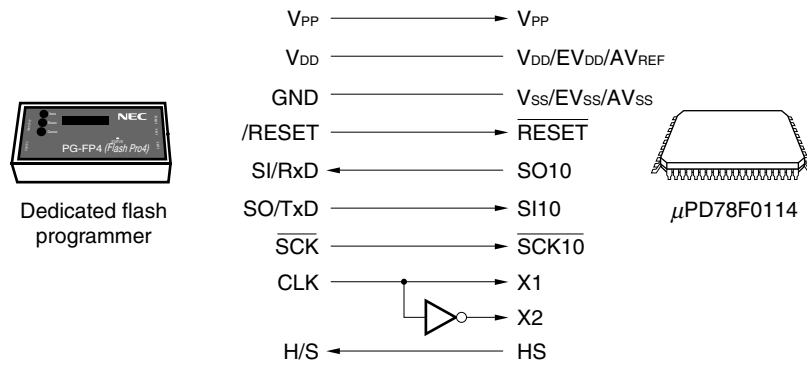 VPP VPP
VDD VDD/EVDD/AVREF
GND VSS/EVSS/AVSS
/RESET RESET
SI/RxD SO10
SO/TxD SI10
SCK SCK10
CLK X1
X2
H/S HS
NEC
PG-FP4 (Flash Pro4)
Dedicated flash
programmer
μPD78F0114